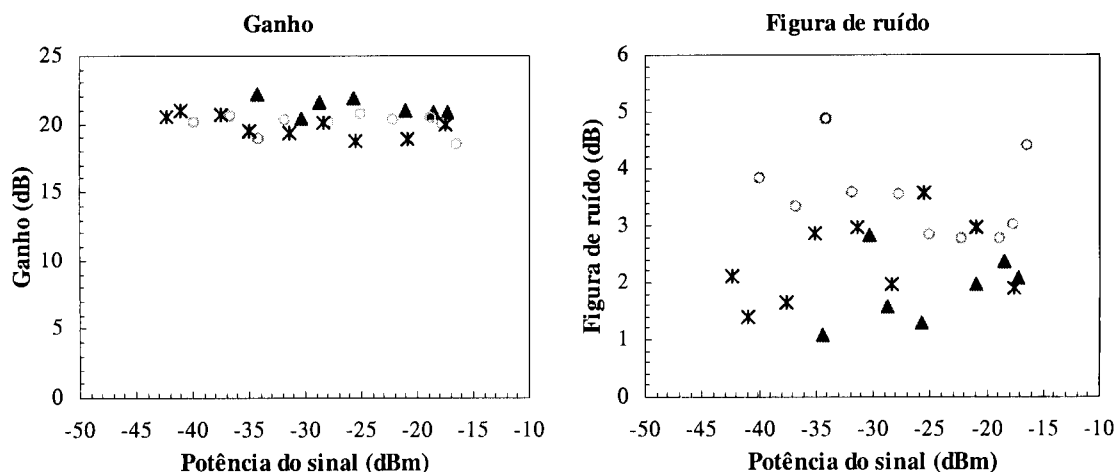 Ganho
Figura de ruído
25
20
15
10
5
0
Ganho (dB)
-50 -45 -40 -35 -30 -25 -20 -15 -10
Potência do sinal (dBm)
6
5
4
3
2
1
0
Figura de ruído (dB)
-50 -45 -40 -35 -30 -25 -20 -15 -10
Potência do sinal (dBm)